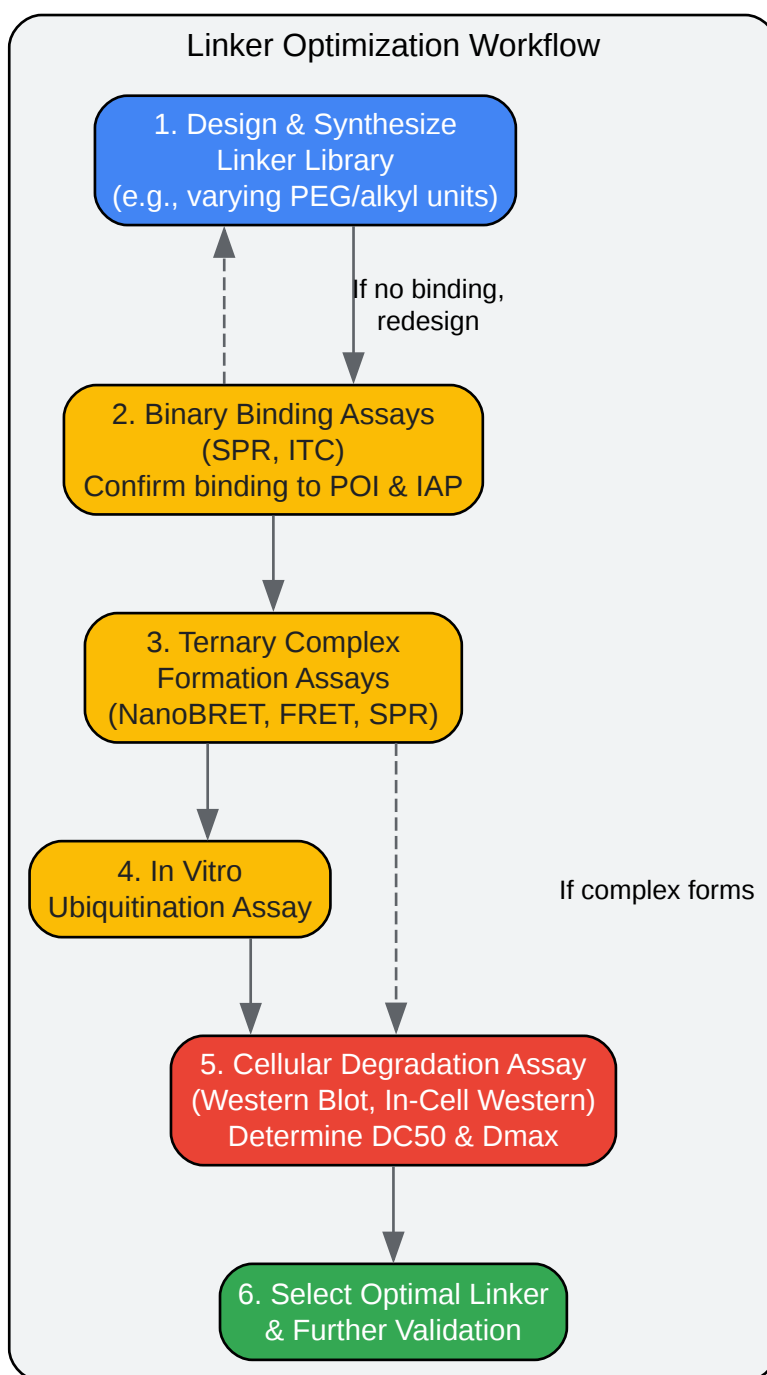 Linker Optimization Workflow
1. Design & Synthesize
Linker Library
(e.g., varying PEG/alkyl units)
If no binding,
redesign
2. Binary Binding Assays
(SPR, ITC)
Confirm binding to POI & IAP
3. Ternary Complex
Formation Assays
(NanoBRET, FRET, SPR)
4. In Vitro
Ubiquitination Assay
If complex forms
5. Cellular Degradation Assay
(Western Blot, In-Cell Western)
Determine DC50 & Dmax
6. Select Optimal Linker
& Further Validation